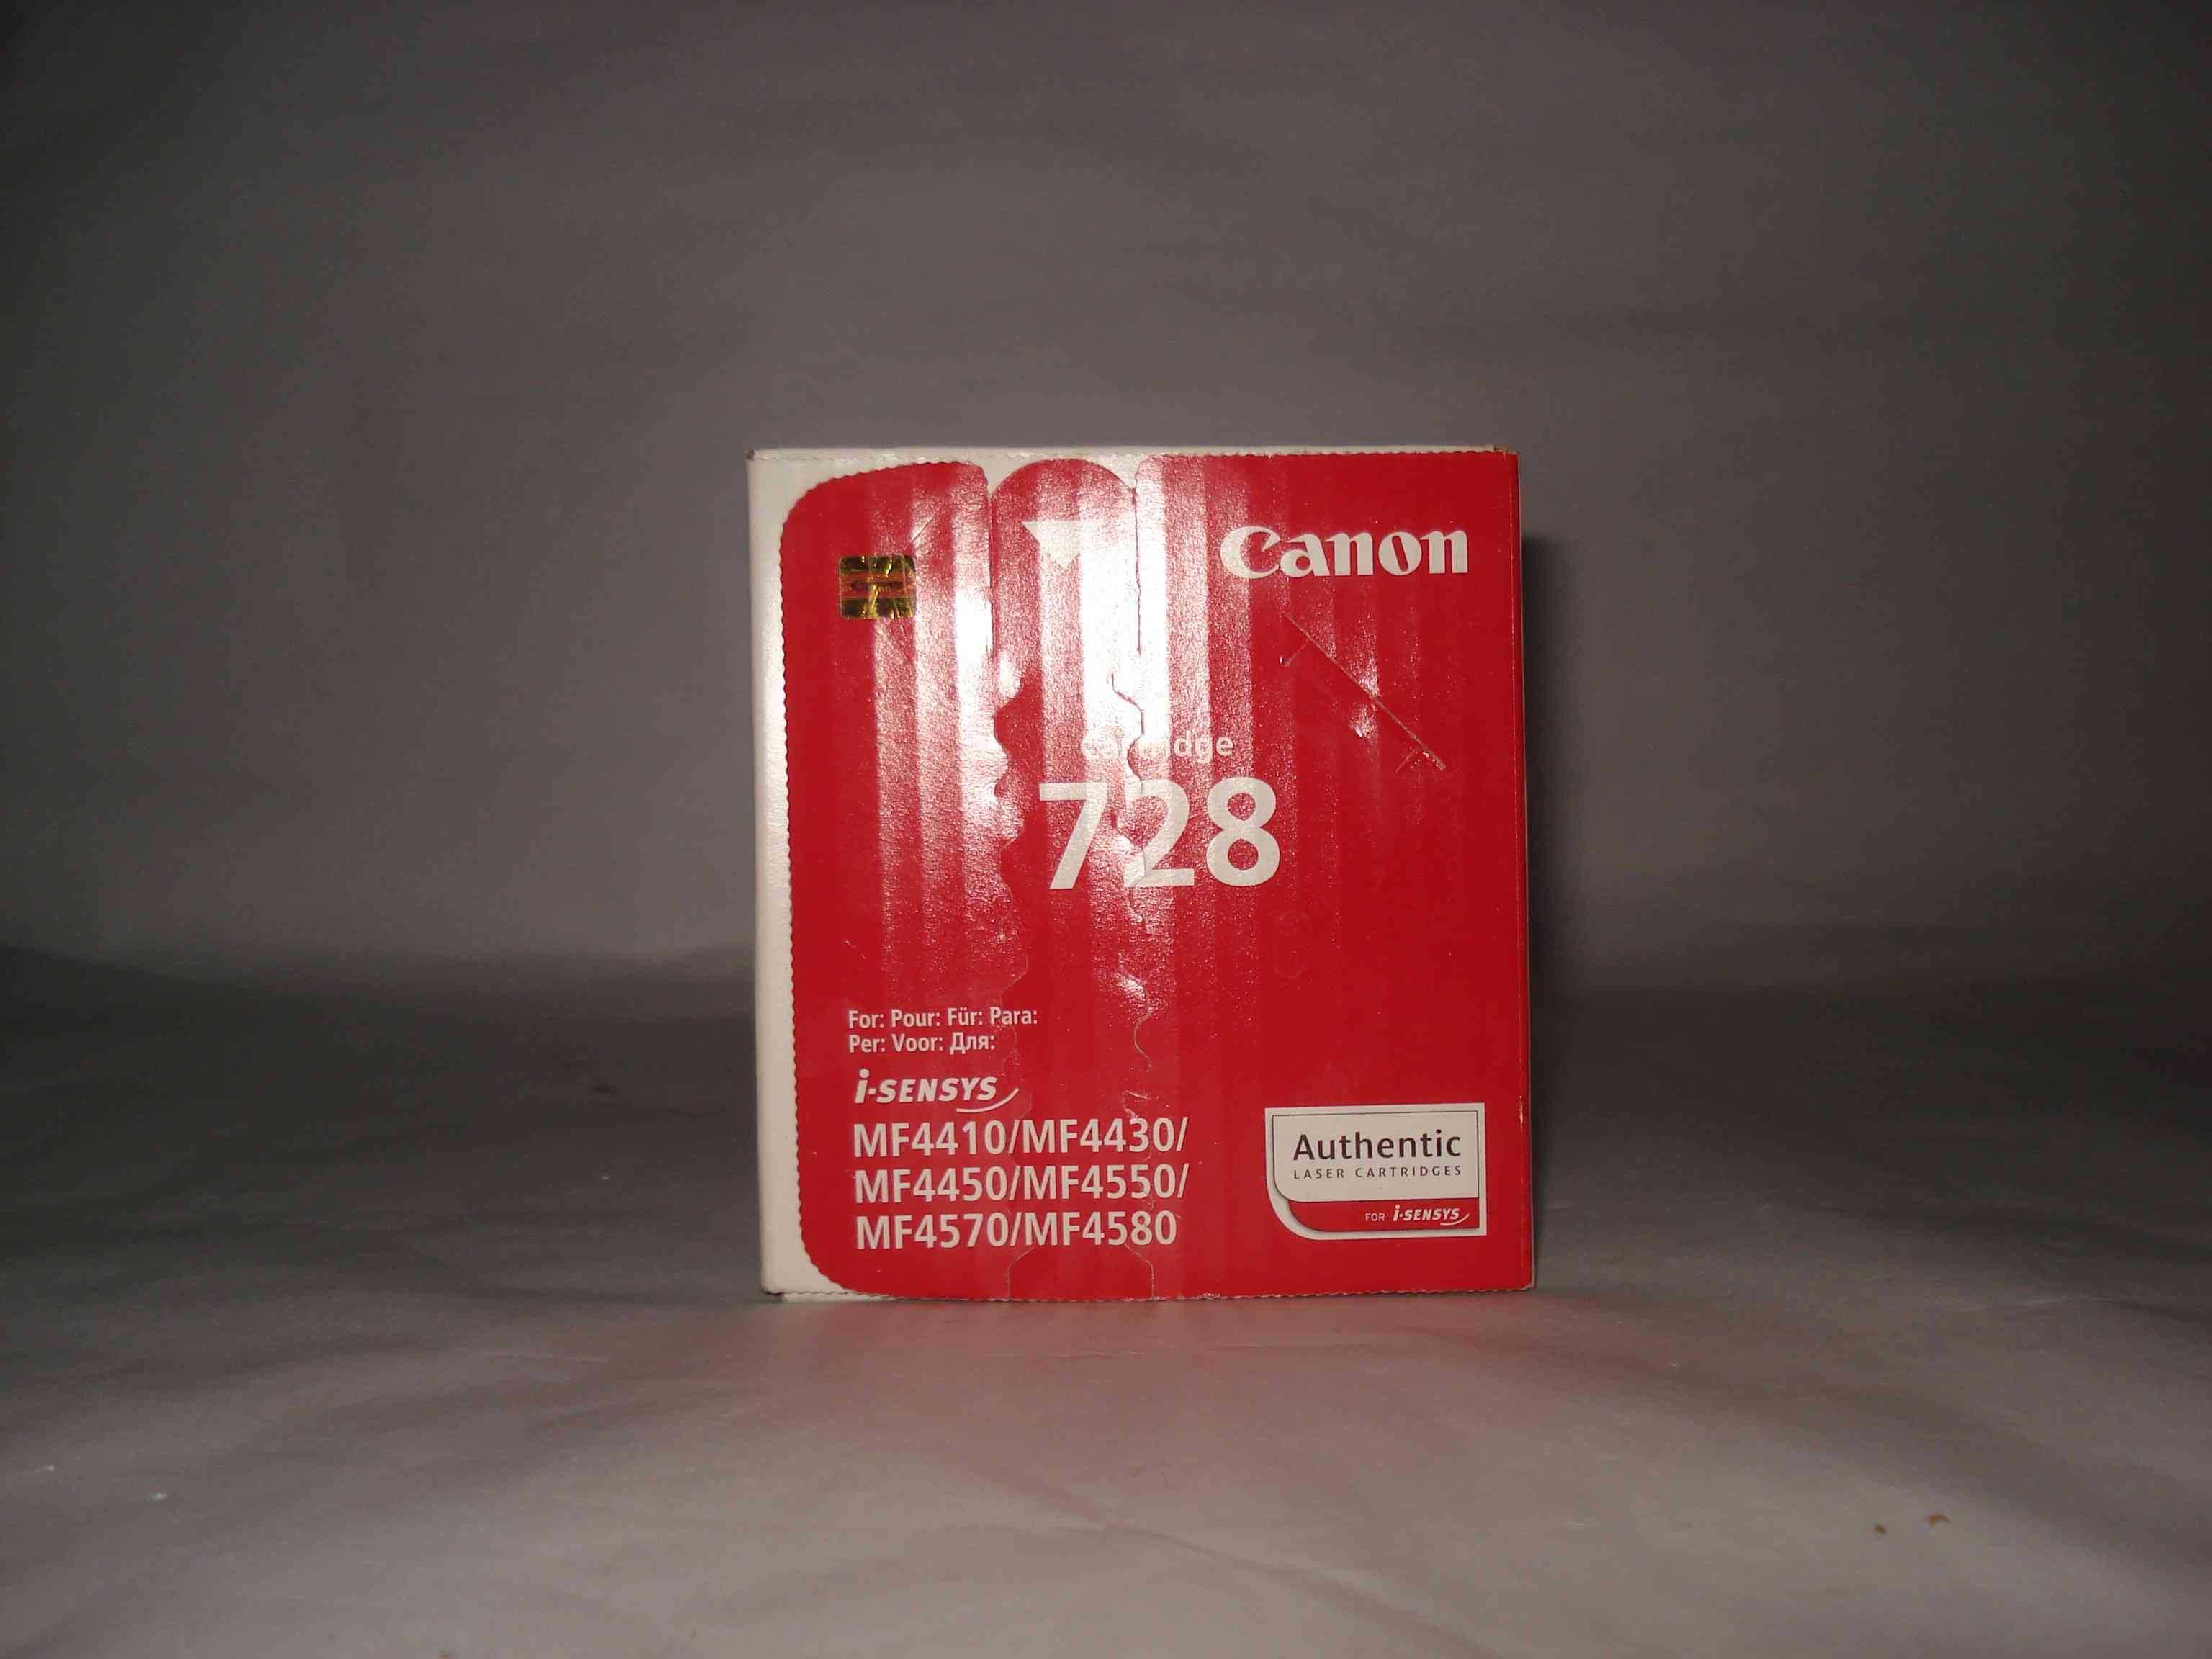 Canon
Cartridge
728
For: Pour: Für: Para:
Per: Voor: Для:
i-SENSYS
MF4410/MF4430/
MF4450/MF4550/
MF4570/MF4580
Authentic
LASER CARTRIDGES
FOR i-SENSYS